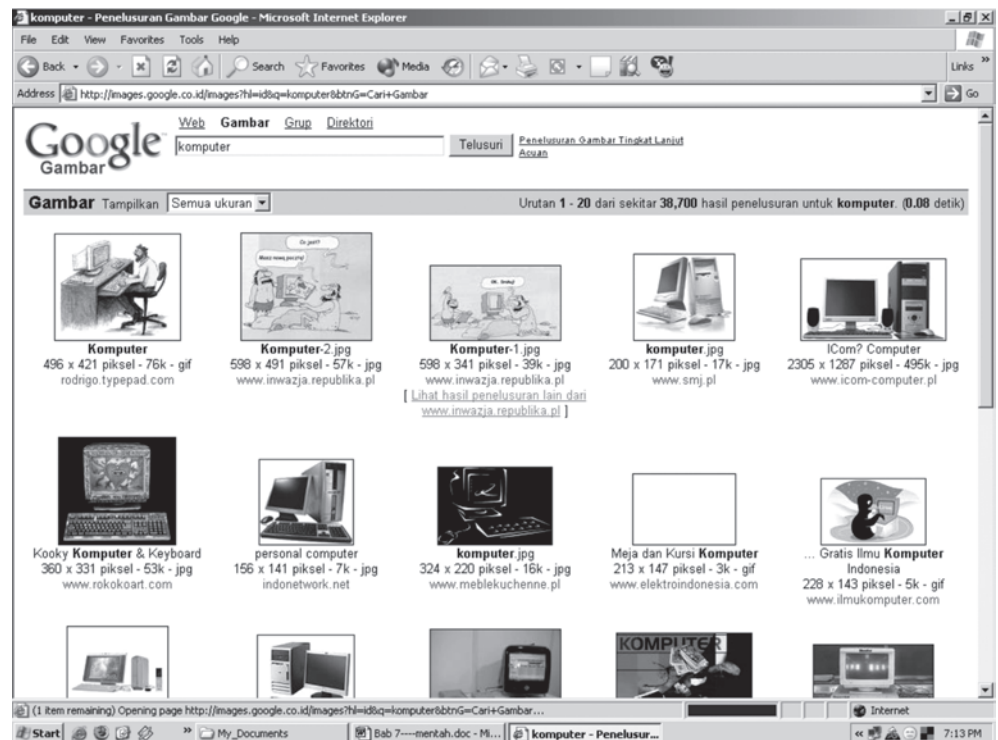 komputer - Penelusuran Gambar Google - Microsoft Internet Explorer
File Edit View Favorites Tools Help
Back Search Favorites Media Links »
Address http://images.google.co.id/images?hl=id&q=komputer&btnG=Cari+Gambar Go
Web Gambar Grup Direktori
Google
Gambar
komputer Telusuri Penelusuran Gambar Tingkat Lanjut
Acuan
Gambar Tampilkan Semua ukuran Urutan 1 - 20 dari sekitar 38,700 hasil penelusuran untuk komputer. (0.08 detik)
Co jest?
Masz nową pocztę!
Komputer
496 x 421 piksel - 76k - gif
rodrigo.typepad.com
Komputer-2.jpg
598 x 491 piksel - 57k - jpg
www.inwazja.republika.pl
Komputer-1.jpg
598 x 341 piksel - 39k - jpg
www.inwazja.republika.pl
[ Lihat hasil penelusuran lain dari
www.inwazja.republika.pl ]
komputer.jpg
200 x 171 piksel - 17k - jpg
www.smj.pl
ICom? Computer
2305 x 1287 piksel - 495k - jpg
www.icom-computer.pl
Kooky Komputer & Keyboard
360 x 331 piksel - 53k - jpg
www.rokokoart.com
personal computer
156 x 141 piksel - 7k - jpg
indonetwork.net
komputer.jpg
324 x 220 piksel - 16k - jpg
www.meblekuchenne.pl
Meja dan Kursi Komputer
213 x 147 piksel - 3k - gif
www.elektroindonesia.com
... Gratis Ilmu Komputer
Indonesia
228 x 143 piksel - 5k - gif
www.ilmukomputer.com
KOMPUTER
(1 item remaining) Opening page http://images.google.co.id/images?hl=id&q=komputer&btnG=Cari+Gambar... Internet
Start » My_Documents Bab 7----mentah.doc - Mi... komputer - Penelusur... « 7:13 PM